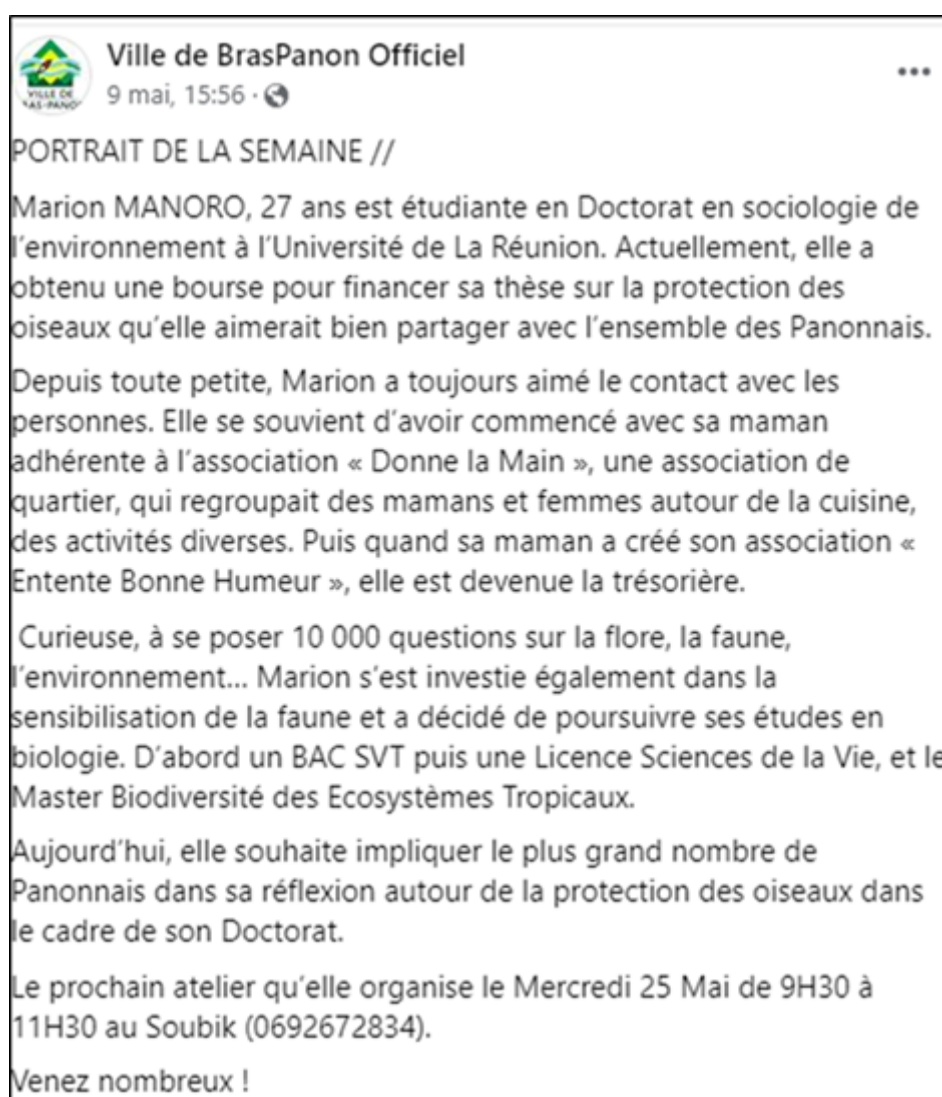 Ville de BrasPanon Officiel
VILLE DE
9 mai, 15:56 ·
PORTRAIT DE LA SEMAINE //
Marion MANORO, 27 ans est étudiante en Doctorat en sociologie de
l'environnement à l'Université de La Réunion. Actuellement, elle a
obtenu une bourse pour financer sa thèse sur la protection des
oiseaux qu'elle aimerait bien partager avec l'ensemble des Panonnais.
Depuis toute petite, Marion a toujours aimé le contact avec les
personnes. Elle se souvient d'avoir commencé avec sa maman
adhérente à l'association « Donne la Main », une association de
quartier, qui regroupait des mamans et femmes autour de la cuisine,
des activités diverses. Puis quand sa maman a créé son association «
Entente Bonne Humeur », elle est devenue la trésorière.
Curieuse, à se poser 10 000 questions sur la flore, la faune,
l'environnement... Marion s'est investie également dans la
sensibilisation de la faune et a décidé de poursuivre ses études en
biologie. D'abord un BAC SVT puis une Licence Sciences de la Vie, et le
Master Biodiversité des Ecosystèmes Tropicaux.
Aujourd'hui, elle souhaite impliquer le plus grand nombre de
Panonnais dans sa réflexion autour de la protection des oiseaux dans
le cadre de son Doctorat.
Le prochain atelier qu'elle organise le Mercredi 25 Mai de 9H30 à
11H30 au Soubik (0692672834).
Venez nombreux !